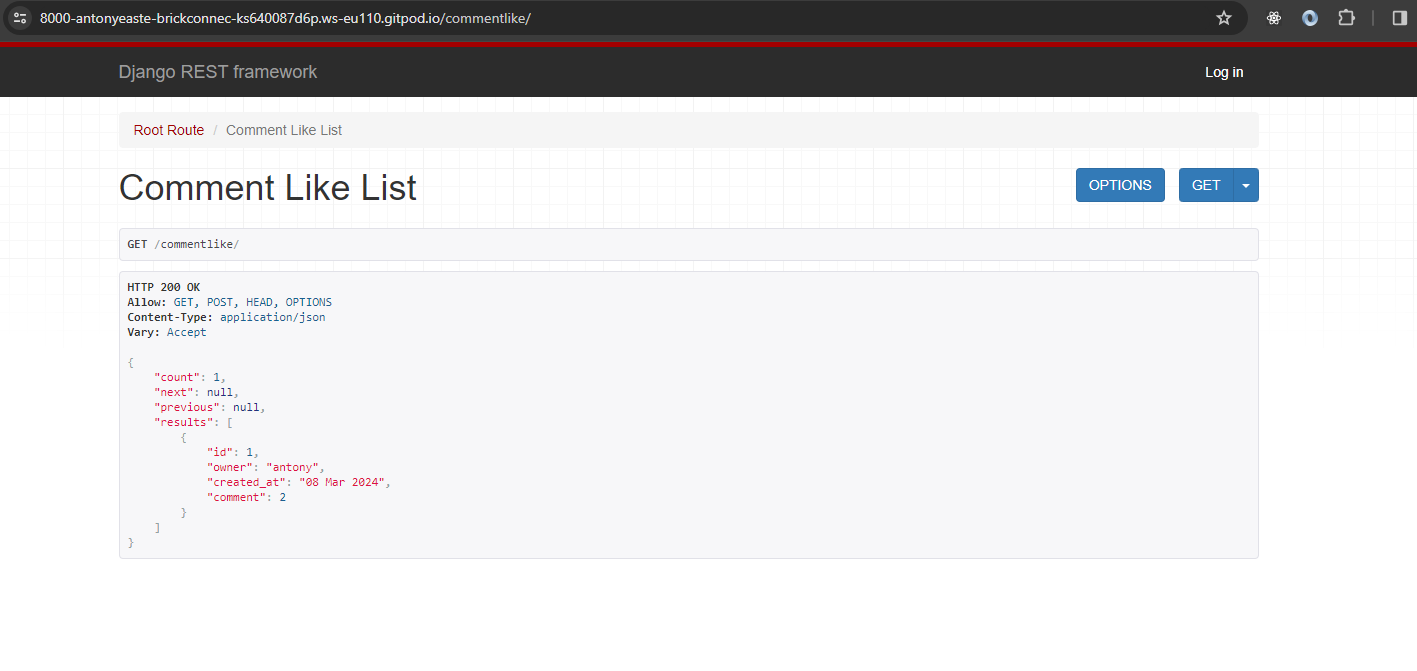 8000-antonyeaste-brickconnec-ks640087d6p.ws-eu110.gitpod.io/commentlike/
Django REST framework
Log in
Root Route / Comment Like List
Comment Like List
OPTIONS
GET
GET /commentlike/
HTTP 200 OK
Allow: GET, POST, HEAD, OPTIONS
Content-Type: application/json
Vary: Accept
{
    "count": 1,
    "next": null,
    "previous": null,
    "results": [
        {
            "id": 1,
            "owner": "antony",
            "created_at": "08 Mar 2024",
            "comment": 2
        }
    ]
}